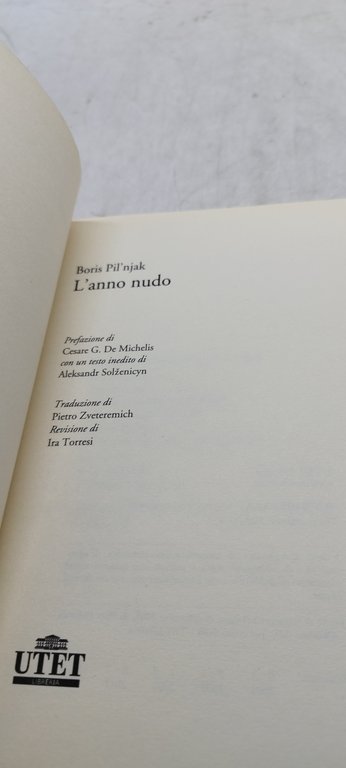 Boris Pil'njak
L'anno nudo
Prefazione di
Cesare G. De Michelis
con un testo inedito di
Aleksandr Solženicyn
Traduzione di
Pietro Zveteremich
Revisione di
Ira Torresi
UTET
LIBRERIA